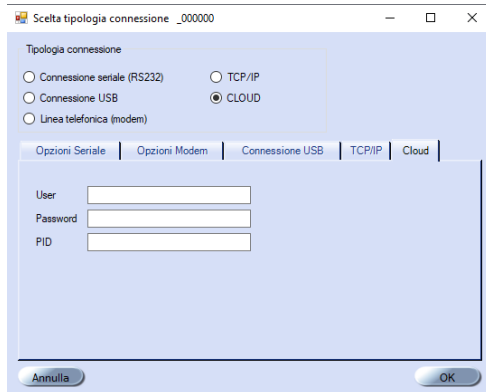 Scelta tipologia connessione _000000
Tipologia connessione
Connessione seriale (RS232)
TCP/IP
Connessione USB
CLOUD
Linea telefonica (modem)
Opzioni Seriale
Opzioni Modem
Connessione USB
TCP/IP
Cloud
User
Password
PID
Annulla
OK